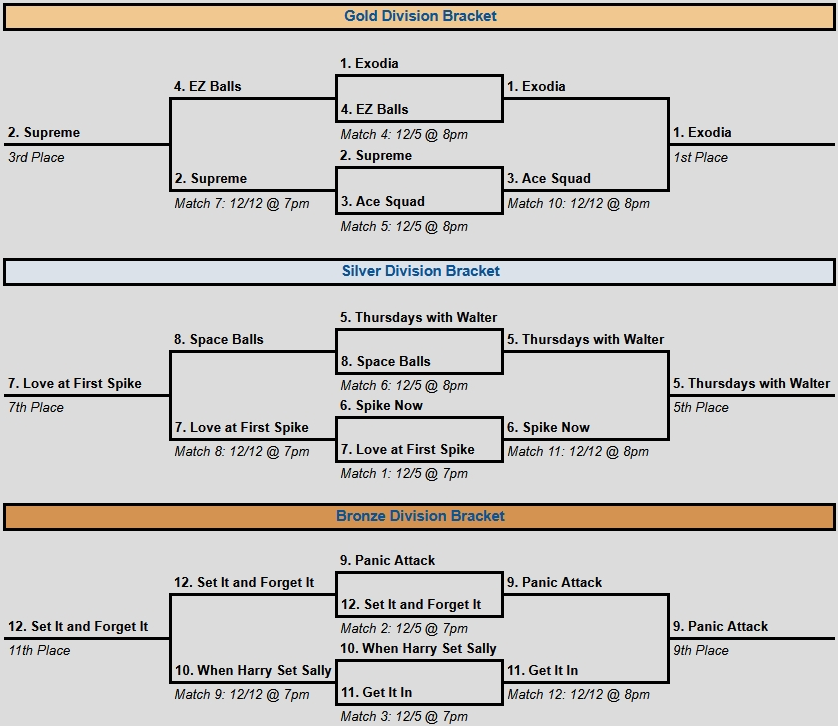 Gold Division Bracket
1. Exodia
4. EZ Balls
1. Exodia
4. EZ Balls
2. Supreme
Match 4: 12/5 @ 8pm
1. Exodia
3rd Place
2. Supreme
1st Place
2. Supreme
3. Ace Squad
Match 7: 12/12 @ 7pm
3. Ace Squad
Match 10: 12/12 @ 8pm
Match 5: 12/5 @ 8pm
Silver Division Bracket
5. Thursdays with Walter
8. Space Balls
5. Thursdays with Walter
8. Space Balls
7. Love at First Spike
Match 6: 12/5 @ 8pm
5. Thursdays with Walter
7th Place
6. Spike Now
5th Place
7. Love at First Spike
6. Spike Now
Match 8: 12/12 @ 7pm
7. Love at First Spike
Match 11: 12/12 @ 8pm
Match 1: 12/5 @ 7pm
Bronze Division Bracket
9. Panic Attack
12. Set It and Forget It
9. Panic Attack
12. Set It and Forget It
12. Set It and Forget It
Match 2: 12/5 @ 7pm
9. Panic Attack
11th Place
10. When Harry Set Sally
9th Place
10. When Harry Set Sally
11. Get It In
Match 9: 12/12 @ 7pm
11. Get It In
Match 12: 12/12 @ 8pm
Match 3: 12/5 @ 7pm